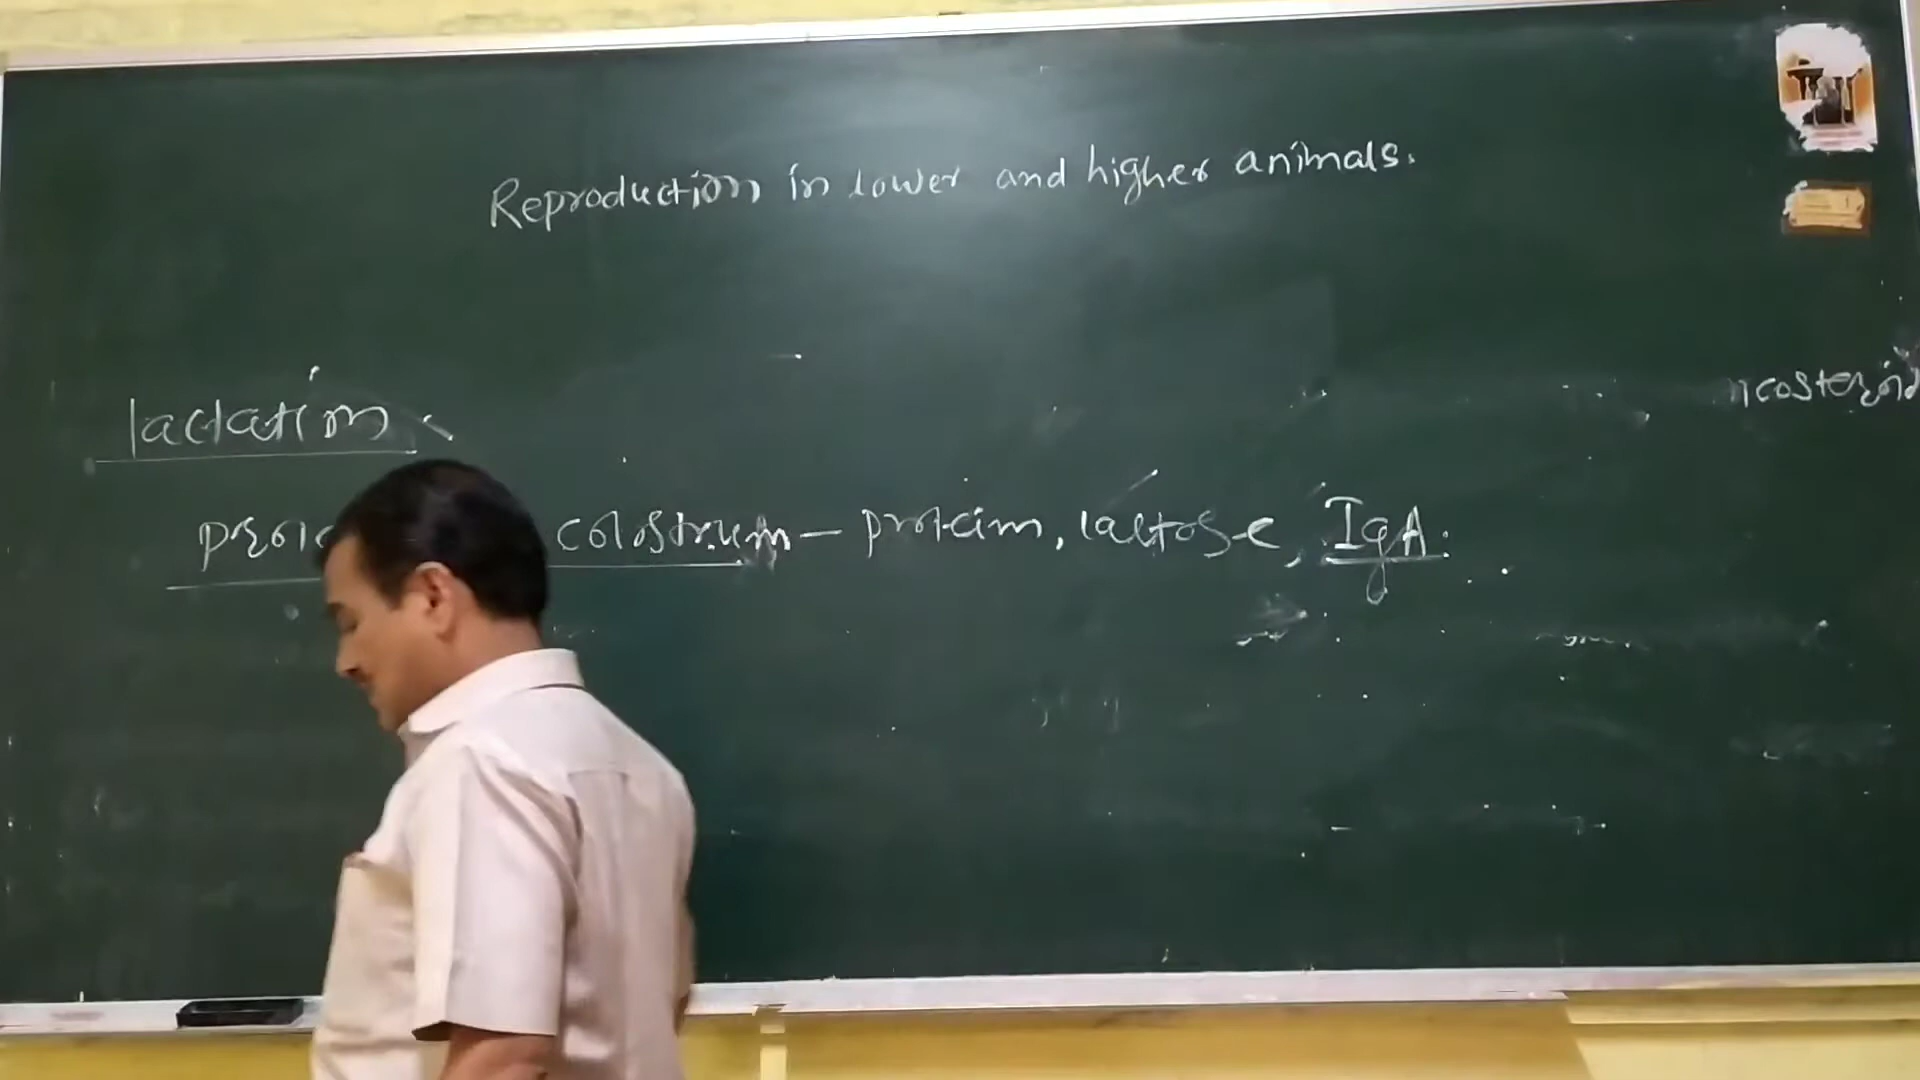 Reproduction in lower and higher animals.
lactation
colostrum – protein, lactose, IgA.